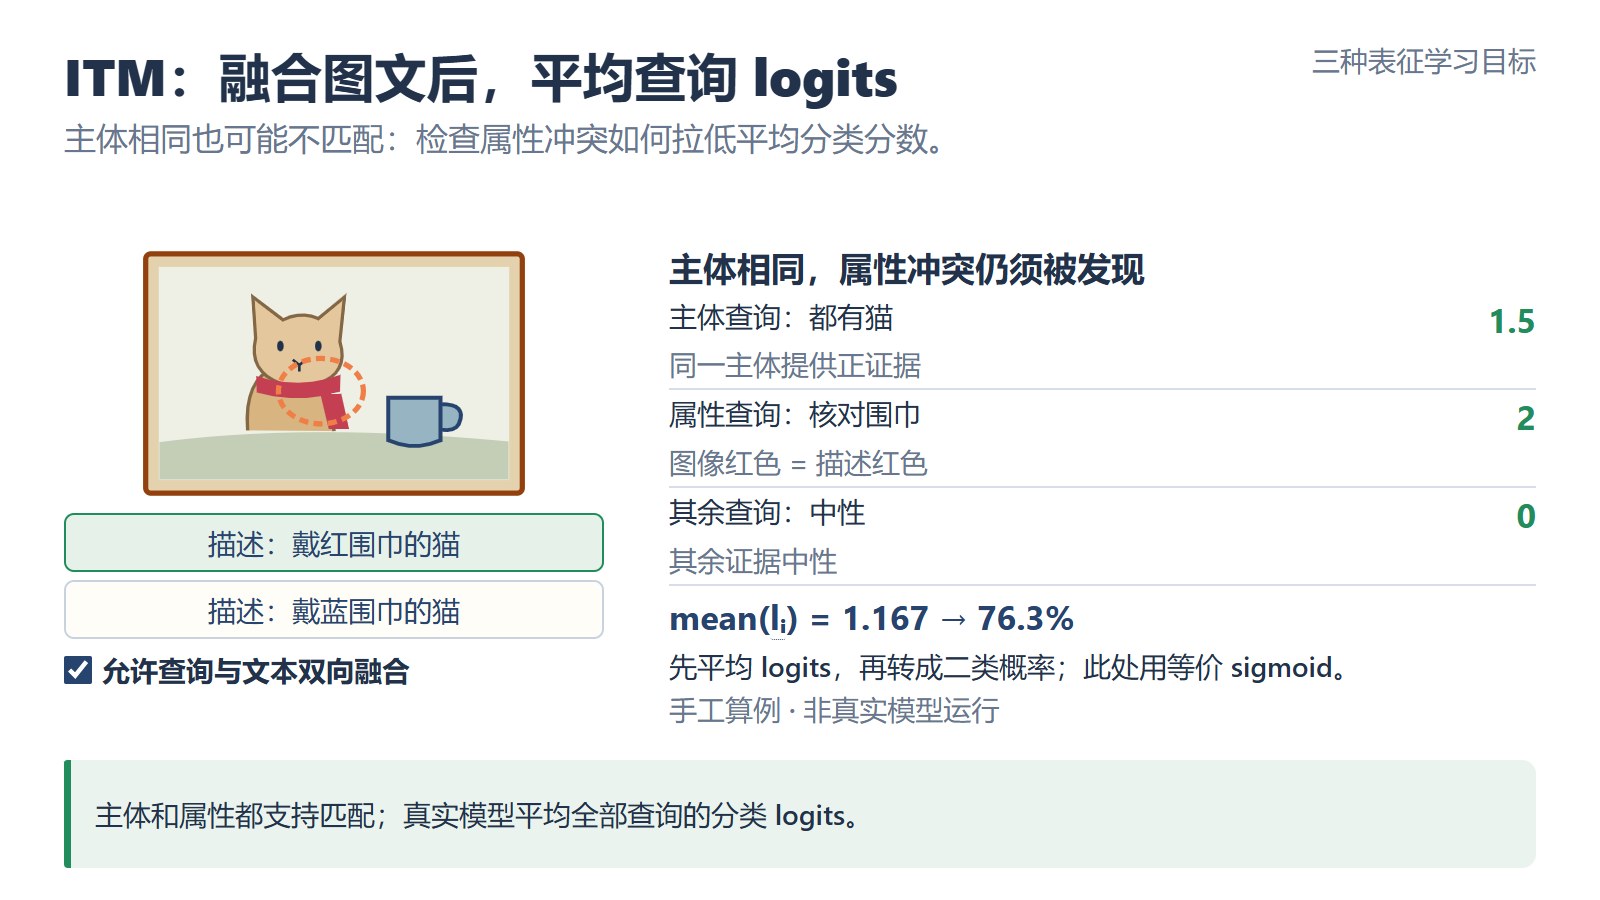 ITM：融合图文后，平均查询 logits
三种表征学习目标
主体相同也可能不匹配：检查属性冲突如何拉低平均分类分数。
描述：戴红围巾的猫
描述：戴蓝围巾的猫
允许查询与文本双向融合
主体相同，属性冲突仍须被发现
主体查询：都有猫 1.5
同一主体提供正证据
属性查询：核对围巾 2
图像红色 = 描述红色
其余查询：中性 0
其余证据中性
mean(lᵢ) = 1.167 → 76.3%
先平均 logits，再转成二类概率；此处用等价 sigmoid。
手工算例 · 非真实模型运行
主体和属性都支持匹配；真实模型平均全部查询的分类 logits。